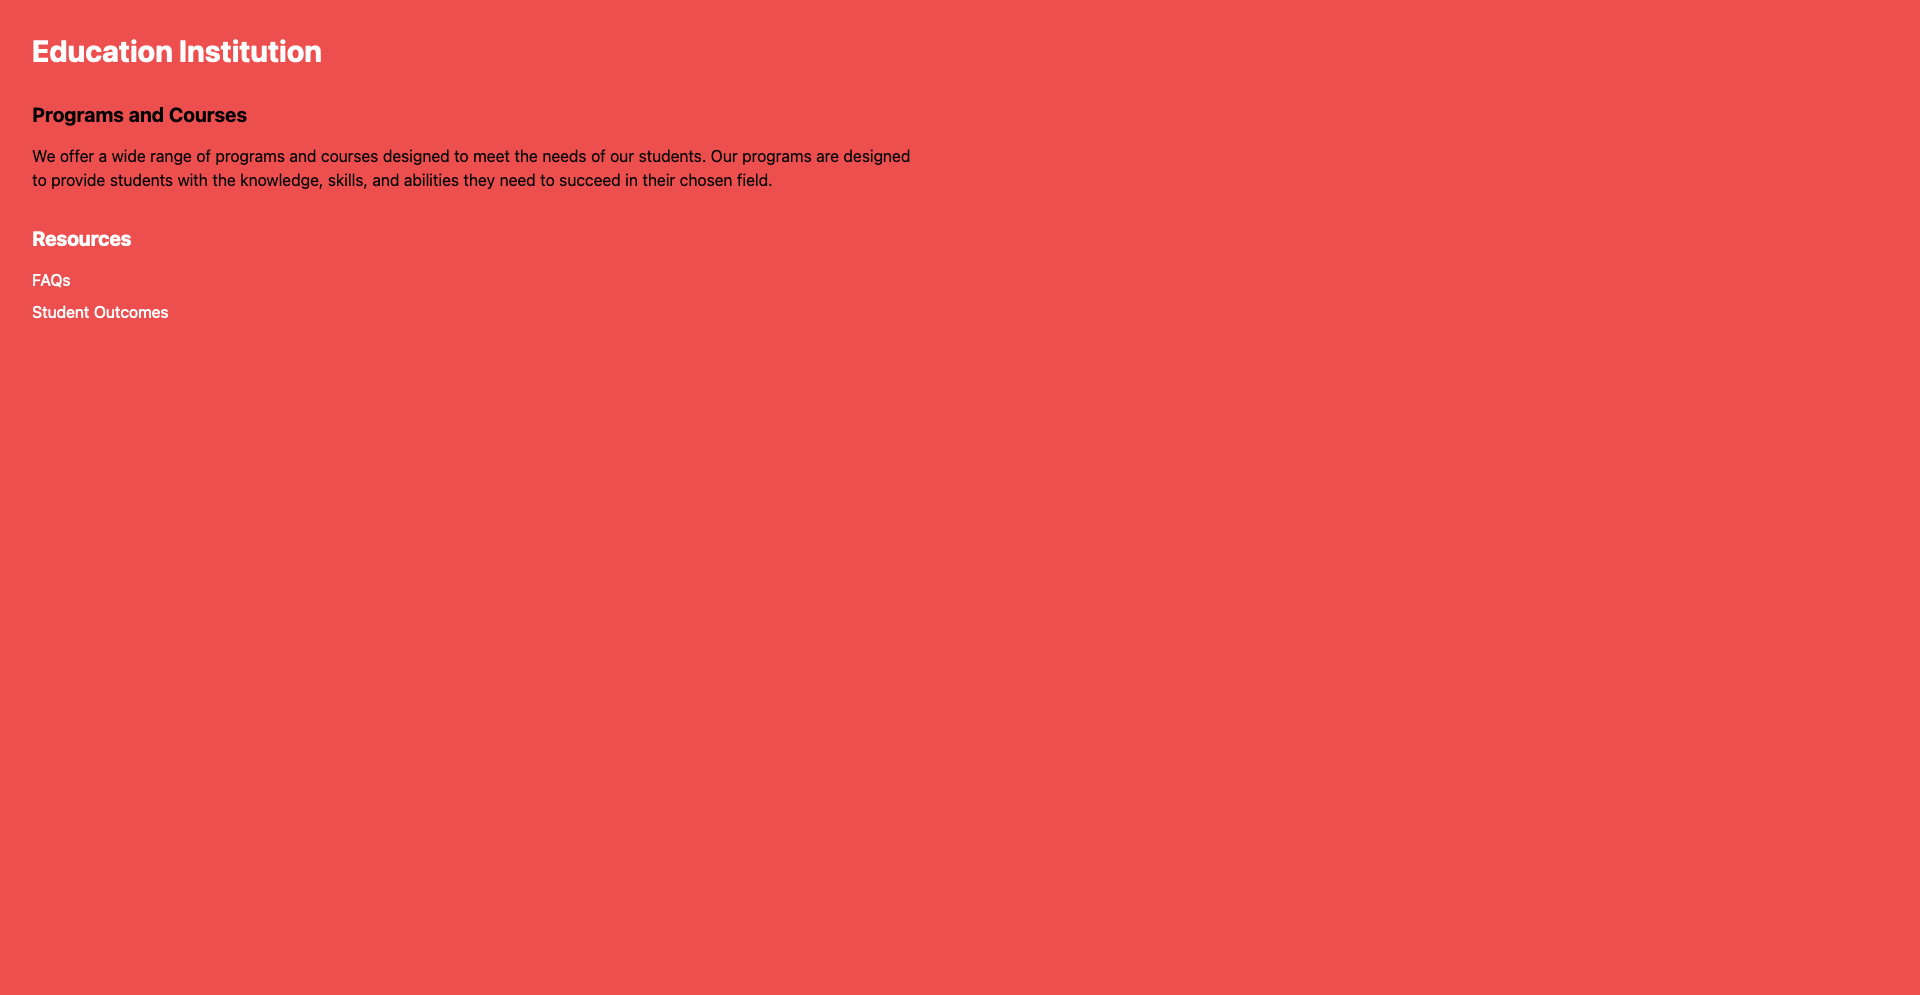 Education Institution
Programs and Courses
We offer a wide range of programs and courses designed to meet the needs of our students. Our programs are designed
to provide students with the knowledge, skills, and abilities they need to succeed in their chosen field.
Resources
FAQs
Student Outcomes